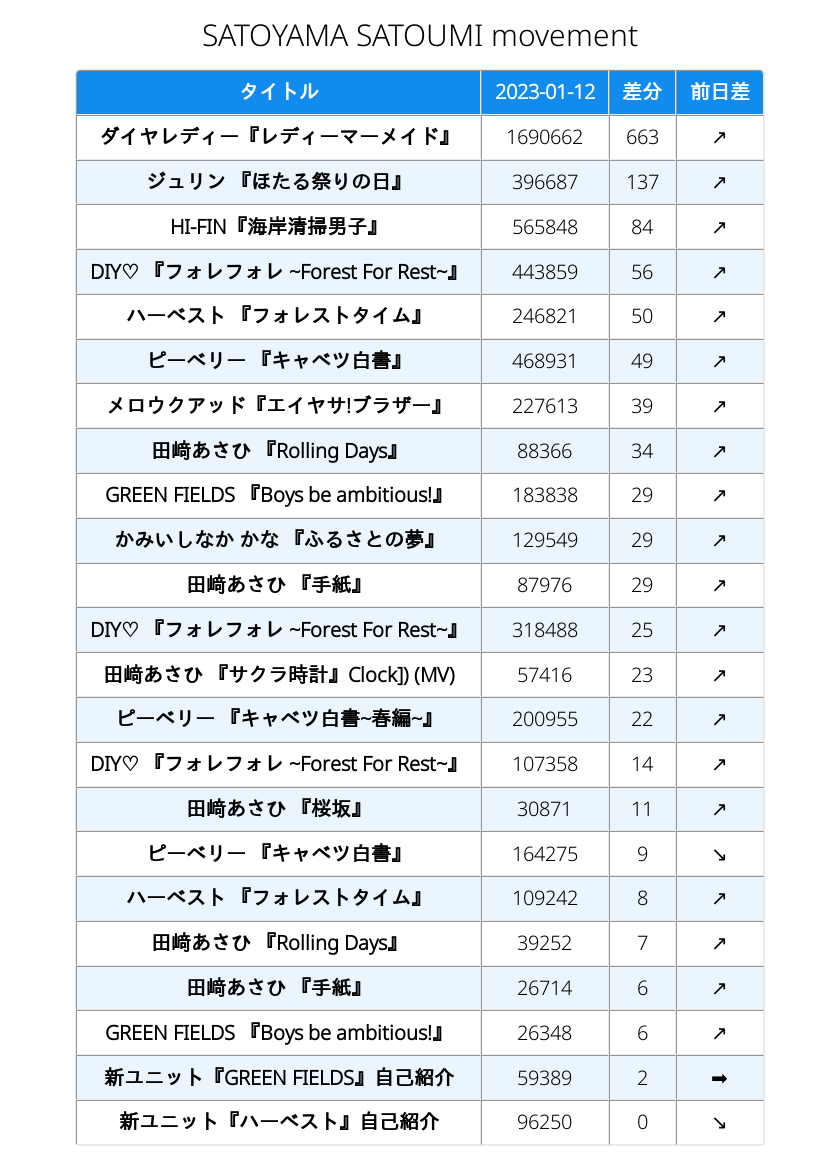 SATOYAMA SATOUMI movement
タイトル 2023-01-12 差分 前日差
ダイヤレディー『レディーマーメイド』 1690662 663 ↗
ジュリン 『ほたる祭りの日』 396687 137 ↗
HI-FIN『海岸清掃男子』 565848 84 ↗
DIY♡ 『フォレフォレ ~Forest For Rest~』 443859 56 ↗
ハーベスト 『フォレストタイム』 246821 50 ↗
ピーベリー 『キャベツ白書』 468931 49 ↗
メロウクアッド『エイヤサ!ブラザー』 227613 39 ↗
田﨑あさひ 『Rolling Days』 88366 34 ↗
GREEN FIELDS 『Boys be ambitious!』 183838 29 ↗
かみいしなか かな 『ふるさとの夢』 129549 29 ↗
田﨑あさひ 『手紙』 87976 29 ↗
DIY♡ 『フォレフォレ ~Forest For Rest~』 318488 25 ↗
田﨑あさひ 『サクラ時計』Clock]) (MV) 57416 23 ↗
ピーベリー 『キャベツ白書~春編~』 200955 22 ↗
DIY♡ 『フォレフォレ ~Forest For Rest~』 107358 14 ↗
田﨑あさひ 『桜坂』 30871 11 ↗
ピーベリー 『キャベツ白書』 164275 9 ↘
ハーベスト 『フォレストタイム』 109242 8 ↗
田﨑あさひ 『Rolling Days』 39252 7 ↗
田﨑あさひ 『手紙』 26714 6 ↗
GREEN FIELDS 『Boys be ambitious!』 26348 6 ↗
新ユニット『GREEN FIELDS』自己紹介 59389 2 ➡
新ユニット『ハーベスト』自己紹介 96250 0 ↘